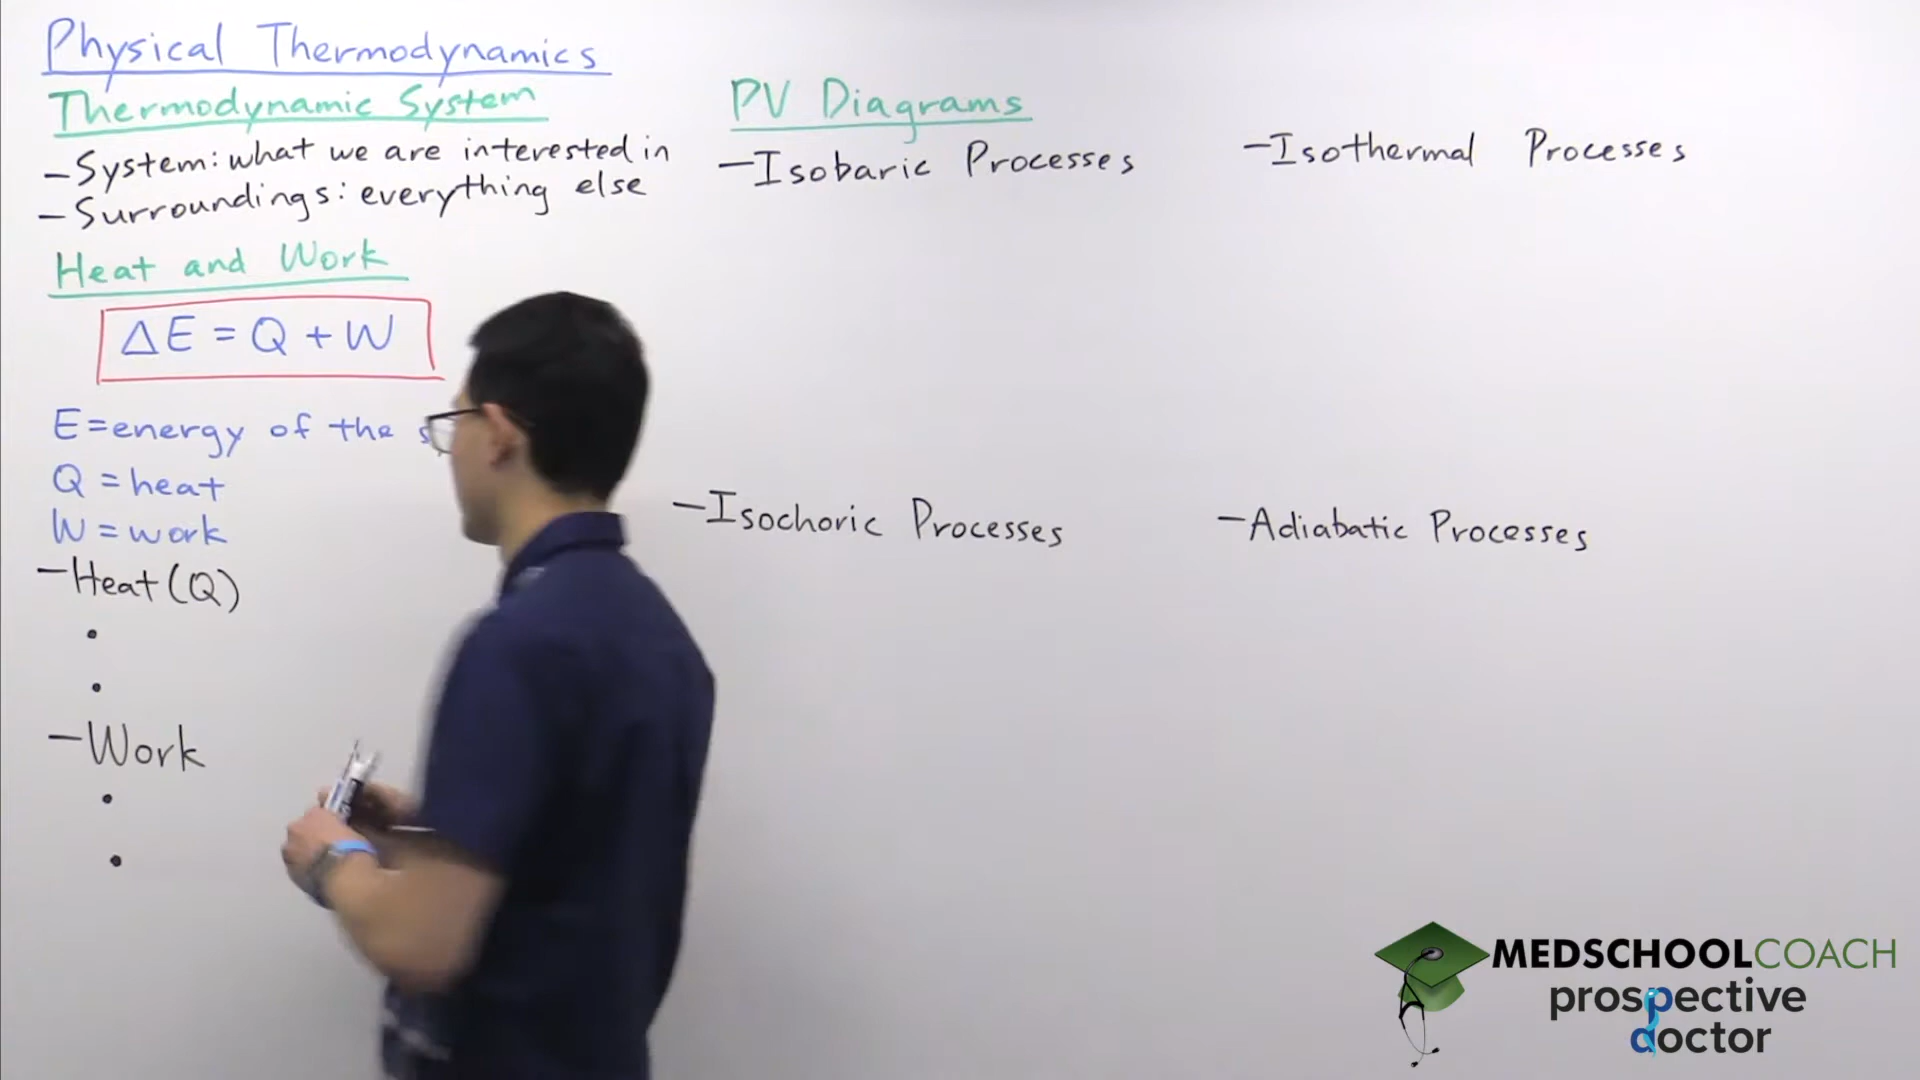 Physical Thermodynamics
Thermodynamic System
-System: what we are interested in
-Surroundings: everything else
Heat and Work
ΔE = Q + W
E=energy of the
Q = heat
W = work
-Heat (Q)
•
•
-Work
•
•
PV Diagrams
-Isobaric Processes
-Isochoric Processes
-Isothermal Processes
-Adiabatic Processes
MEDSCHOOLCOACH
prospective
doctor